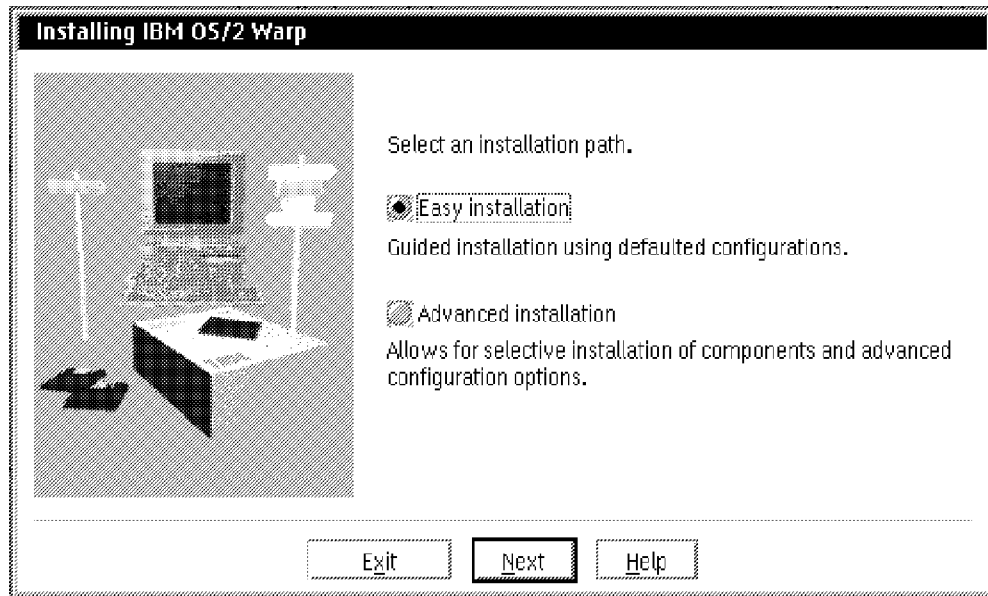 Installing IBM OS/2 Warp
Select an installation path.
Easy installation
Guided installation using defaulted configurations.
Advanced installation
Allows for selective installation of components and advanced
configuration options.
Exit
Next
Help